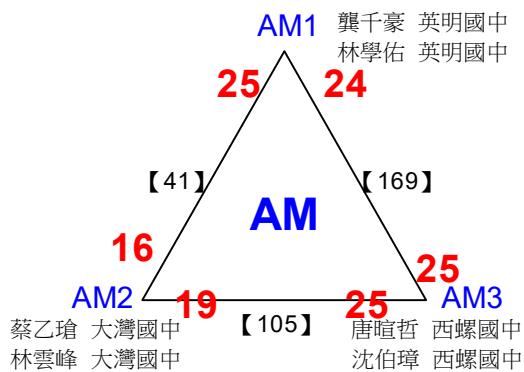 AM1
龔千豪 英明國中
林學佑 英明國中
25
24
【41】
【169】
AM
16
25
AM2
19
25
AM3
【105】
蔡乙瑲 大灣國中
林雲峰 大灣國中
唐暄哲 西螺國中
沈伯璋 西螺國中